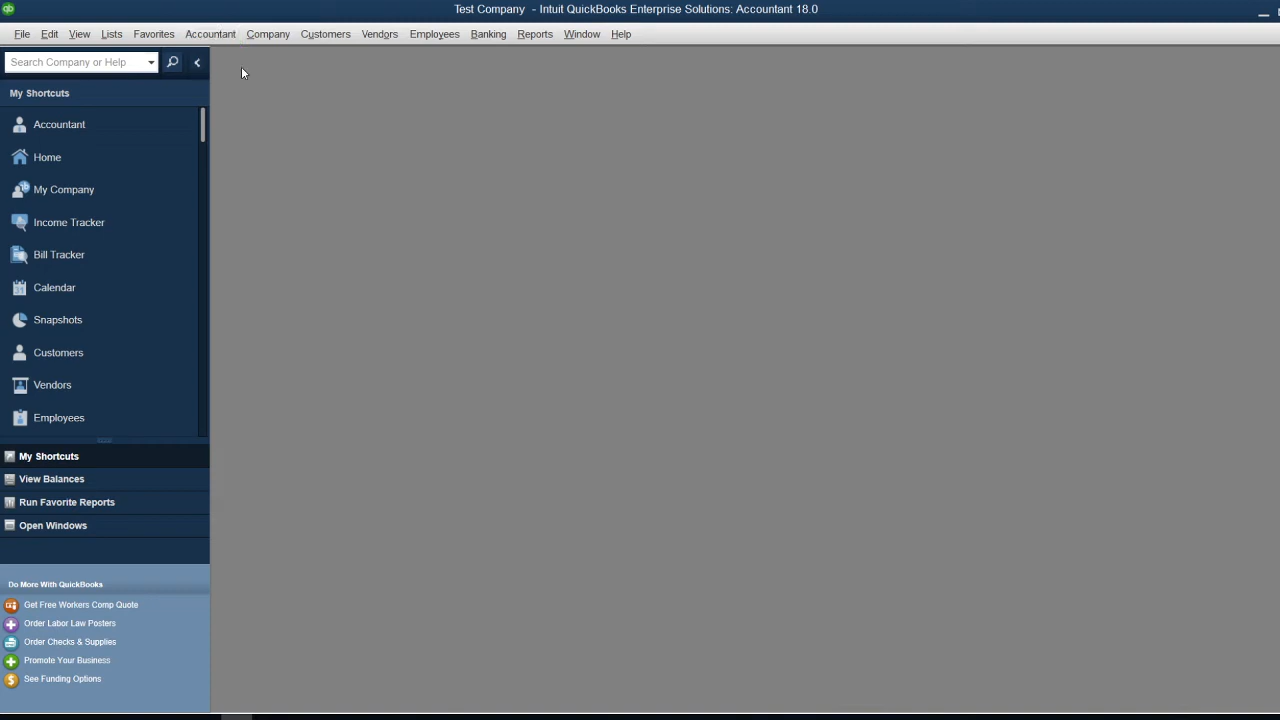 Test Company - Intuit QuickBooks Enterprise Solutions: Accountant 18.0
File Edit View Lists Favorites Accountant Company Customers Vendors Employees Banking Reports Window Help
Search Company or Help
My Shortcuts
Accountant
Home
My Company
Income Tracker
Bill Tracker
Calendar
Snapshots
Customers
Vendors
Employees
My Shortcuts
View Balances
Run Favorite Reports
Open Windows
Do More With QuickBooks
Get Free Workers Comp Quote
Order Labor Law Posters
Order Checks & Supplies
Promote Your Business
See Funding Options